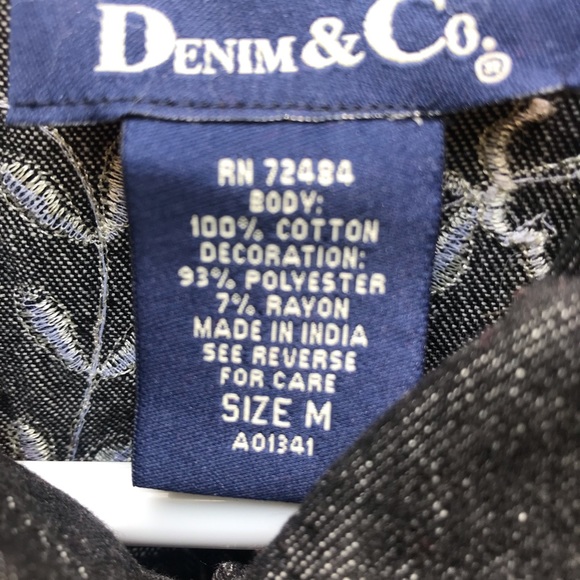 DENIM & CO.®
RN 72484
BODY:
100% COTTON
DECORATION:
93% POLYESTER
7% RAYON
MADE IN INDIA
SEE REVERSE
FOR CARE
SIZE M
A01341